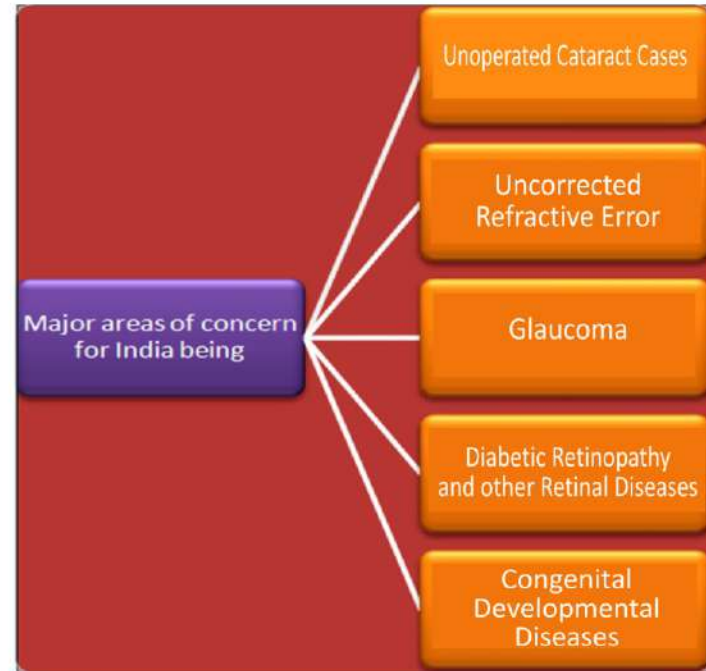 Major areas of concern
for India being
Unoperated Cataract Cases
Uncorrected
Refractive Error
Glaucoma
Diabetic Retinopathy
and other Retinal Diseases
Congenital
Developmental
Diseases